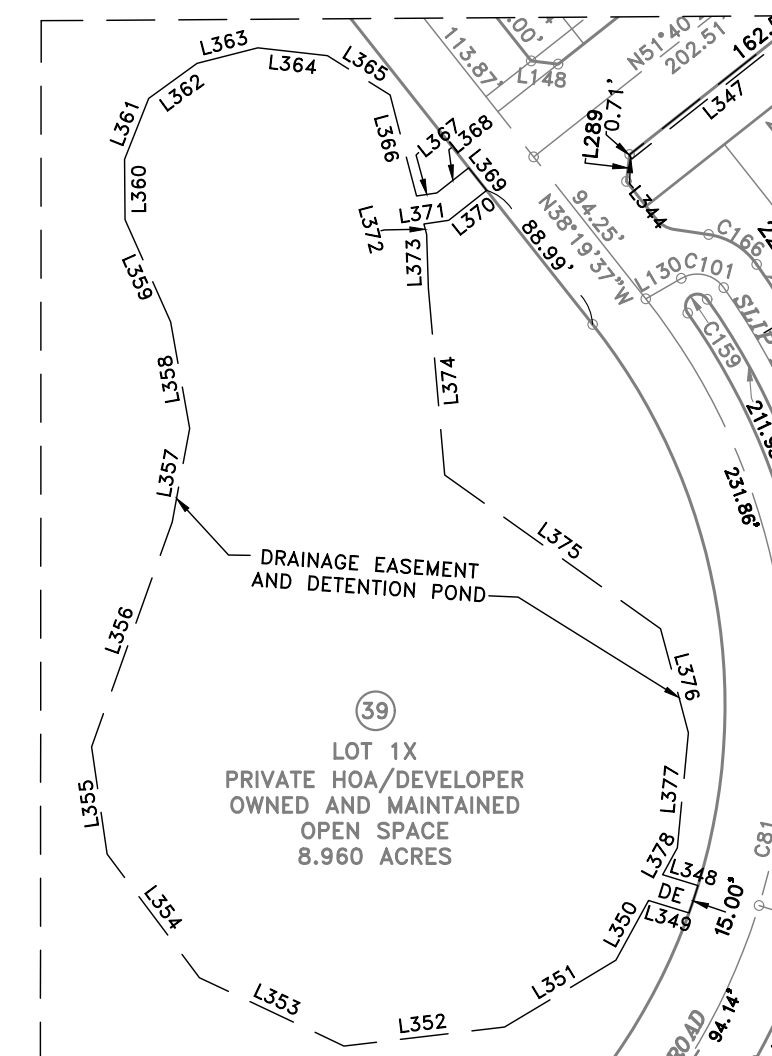 L363
L364
L365
L362
L361
L360
L359
L358
L357
L356
L355
L354
L353
L352
L351
L350
L349
L348
L378
L377
L376
L375
L374
L373
L372
L371
L370
L369
L368
L367
L366
113.87'
L148
N51°40'
202.51
162.5
L347
L289
0.71'
L344
94.25'
N38°19'37"W
88.99'
C166
L130
C101
C159
SLIP
211.9
231.86'
DRAINAGE EASEMENT
AND DETENTION POND
39
LOT 1X
PRIVATE HOA/DEVELOPER
OWNED AND MAINTAINED
OPEN SPACE
8.960 ACRES
DE
15.00'
C81
94.14'
ROAD